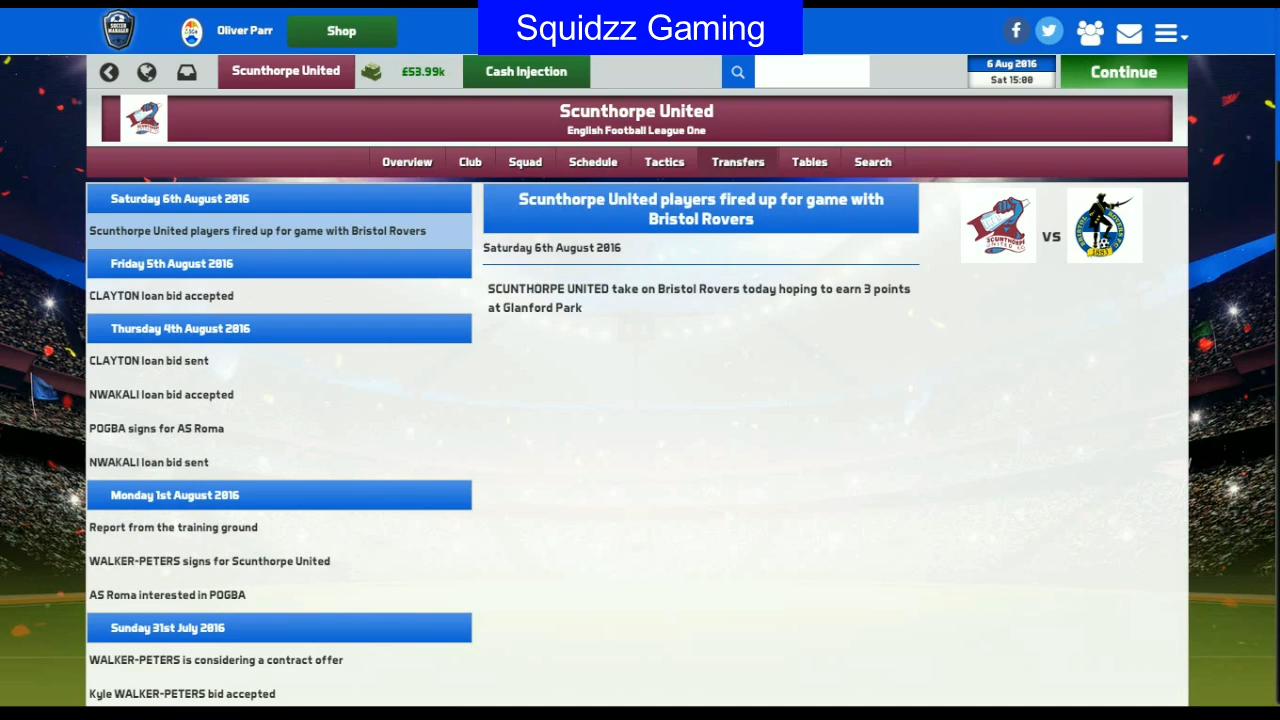 Squidzz Gaming
Oliver Parr
Shop
Scunthorpe United
£53.99k
Cash Injection
6 Aug 2016
Sat 15:00
Continue
Scunthorpe United
English Football League One
Overview
Club
Squad
Schedule
Tactics
Transfers
Tables
Search
Saturday 6th August 2016
Scunthorpe United players fired up for game with Bristol Rovers
Friday 5th August 2016
CLAYTON loan bid accepted
Thursday 4th August 2016
CLAYTON loan bid sent
NWAKALI loan bid accepted
POGBA signs for AS Roma
NWAKALI loan bid sent
Monday 1st August 2016
Report from the training ground
WALKER-PETERS signs for Scunthorpe United
AS Roma interested in POGBA
Sunday 31st July 2016
WALKER-PETERS is considering a contract offer
Kyle WALKER-PETERS bid accepted
Scunthorpe United players fired up for game with
Bristol Rovers
Saturday 6th August 2016
SCUNTHORPE UNITED take on Bristol Rovers today hoping to earn 3 points
at Glanford Park
SCUNTHORPE
UNITED
VS
BRISTOL ROVERS F.C.
1883